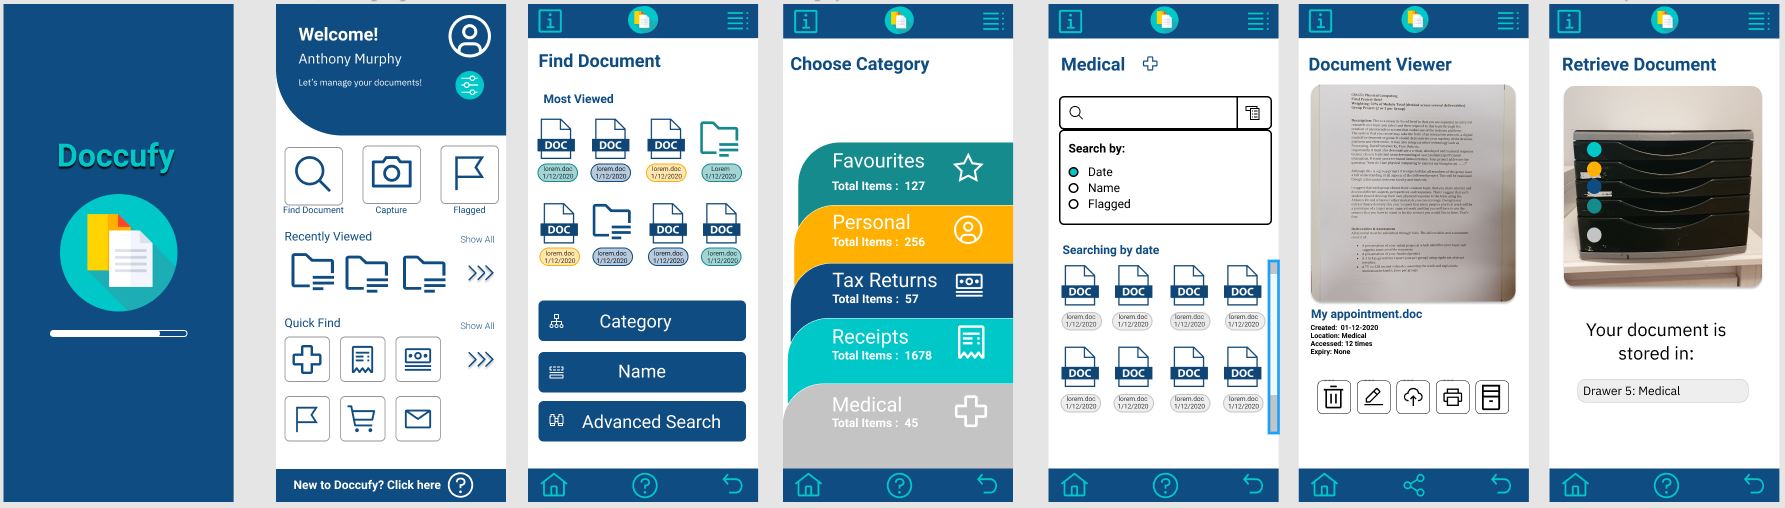 Doccufy
Welcome!
Anthony Murphy
Let's manage your documents!
Find Document
Capture
Flagged
Recently Viewed
Show All
Quick Find
Show All
New to Doccufy? Click here
Find Document
Most Viewed
DOC
DOC
DOC
lorem.doc
1/12/2020
lorem.doc
1/12/2020
lorem.doc
1/12/2020
Lorem
1/12/2020
DOC
DOC
DOC
lorem.doc
1/12/2020
lorem.doc
1/12/2020
lorem.doc
1/12/2020
lorem.doc
1/12/2020
Category
Name
Advanced Search
Choose Category
Favourites
Total Items : 127
Personal
Total Items : 256
Tax Returns
Total Items : 57
Receipts
Total Items : 1678
Medical
Total Items : 45
Medical
Search by:
Date
Name
Flagged
Searching by date
DOC
DOC
DOC
DOC
lorem.doc
1/12/2020
lorem.doc
1/12/2020
lorem.doc
1/12/2020
lorem.doc
1/12/2020
DOC
DOC
DOC
DOC
lorem.doc
1/12/2020
lorem.doc
1/12/2020
lorem.doc
1/12/2020
lorem.doc
1/12/2020
Document Viewer
My appointment.doc
Created: 01-12-2020
Location: Medical
Accessed: 12 times
Expiry: None
Retrieve Document
Your document is
stored in:
Drawer 5: Medical